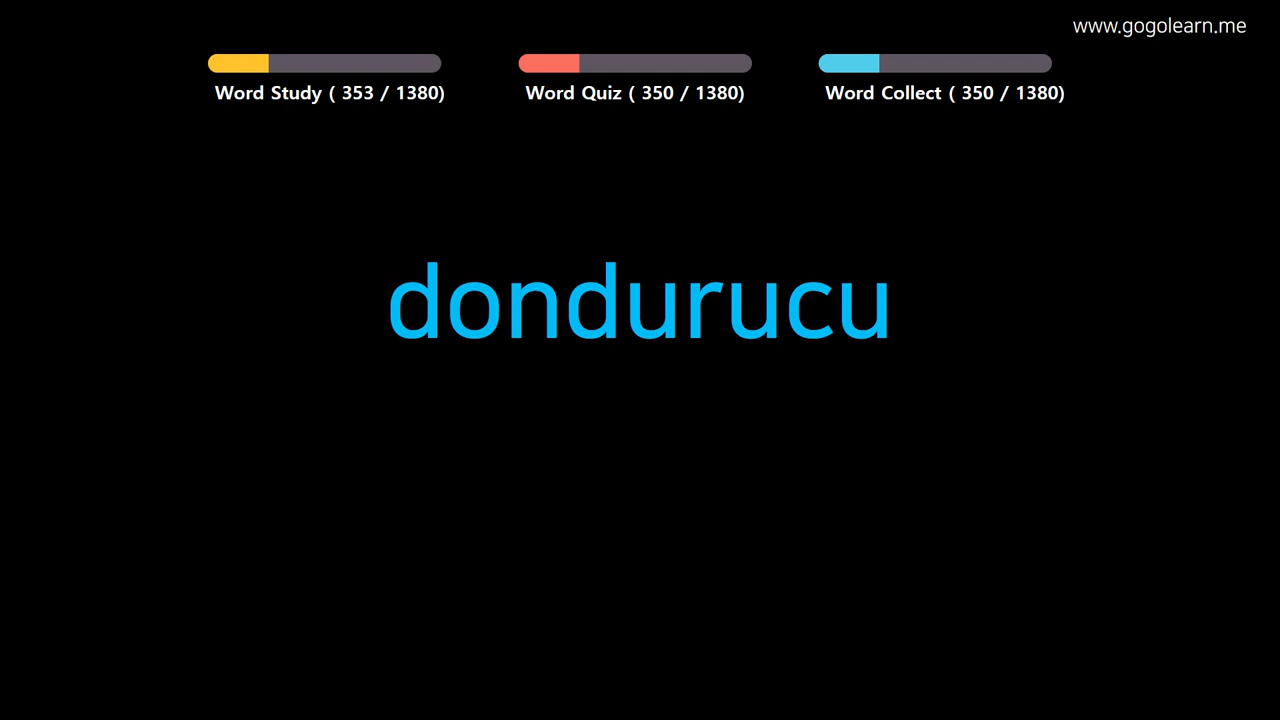 www.gogolearn.me
Word Study ( 353 / 1380)
Word Quiz ( 350 / 1380)
Word Collect ( 350 / 1380)
dondurucu